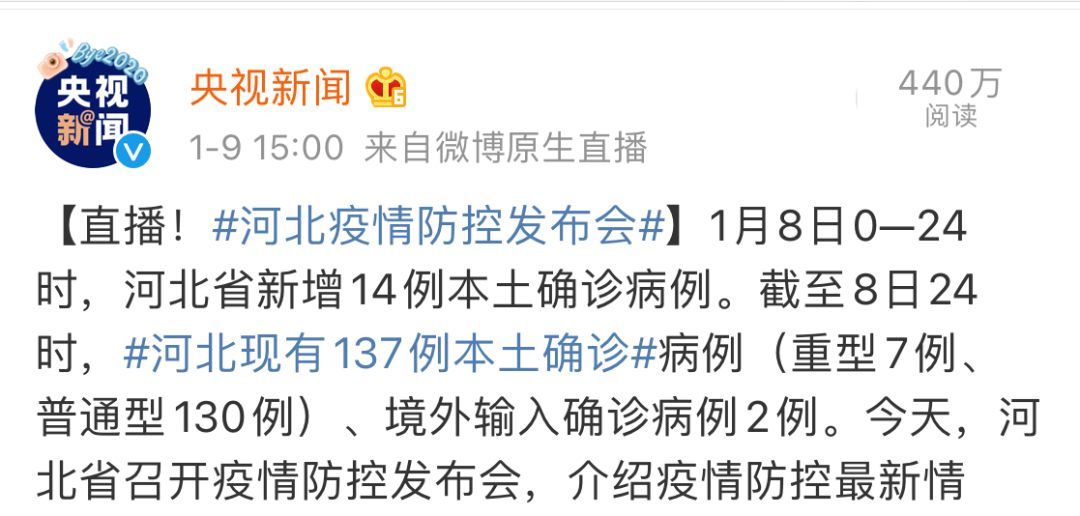 Bye2020
央视
新@闻
央视新闻
6
440万
阅读
1-9 15:00 来自微博原生直播
【直播！#河北疫情防控发布会#】1月8日0—24
时，河北省新增14例本土确诊病例。截至8日24
时，#河北现有137例本土确诊#病例（重型7例、
普通型130例）、境外输入确诊病例2例。今天，河
北省召开疫情防控发布会，介绍疫情防控最新情